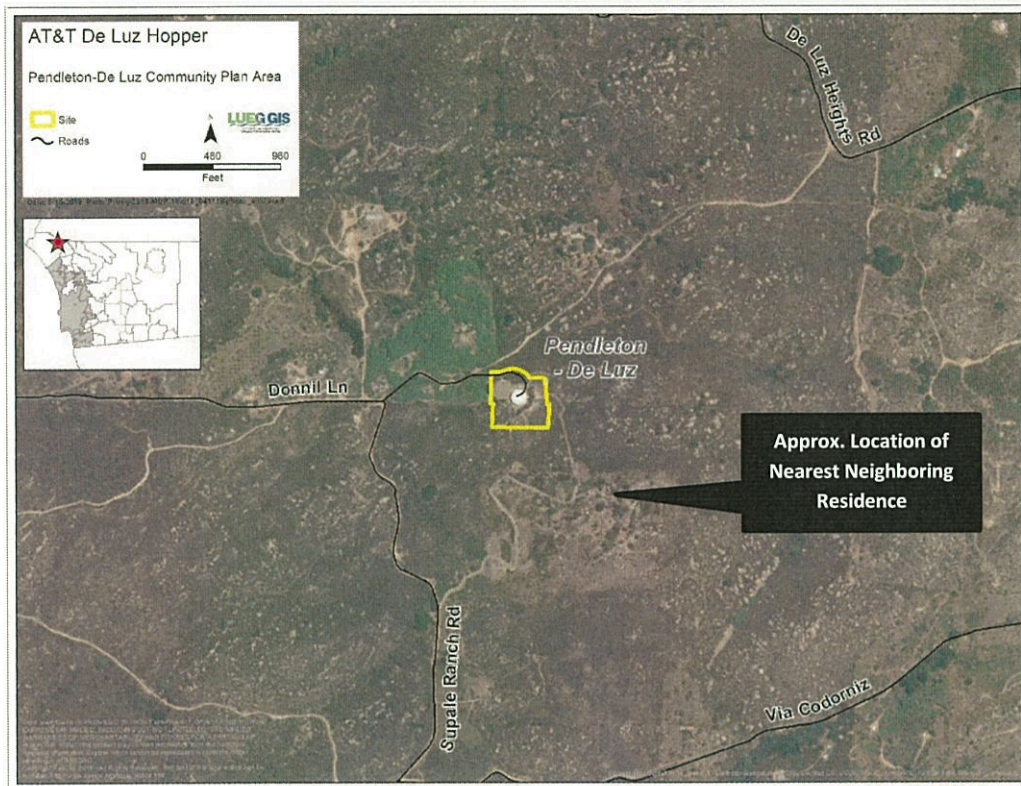 AT&T De Luz Hopper
Pendleton-De Luz Community Plan Area
Site
Roads
N
LUEG GIS
0 480 960
Feet
De Luz Heights Rd
Pendleton
- De Luz
Donnil Ln
Approx. Location of
Nearest Neighboring
Residence
Supale Ranch Rd
Via Codorniz